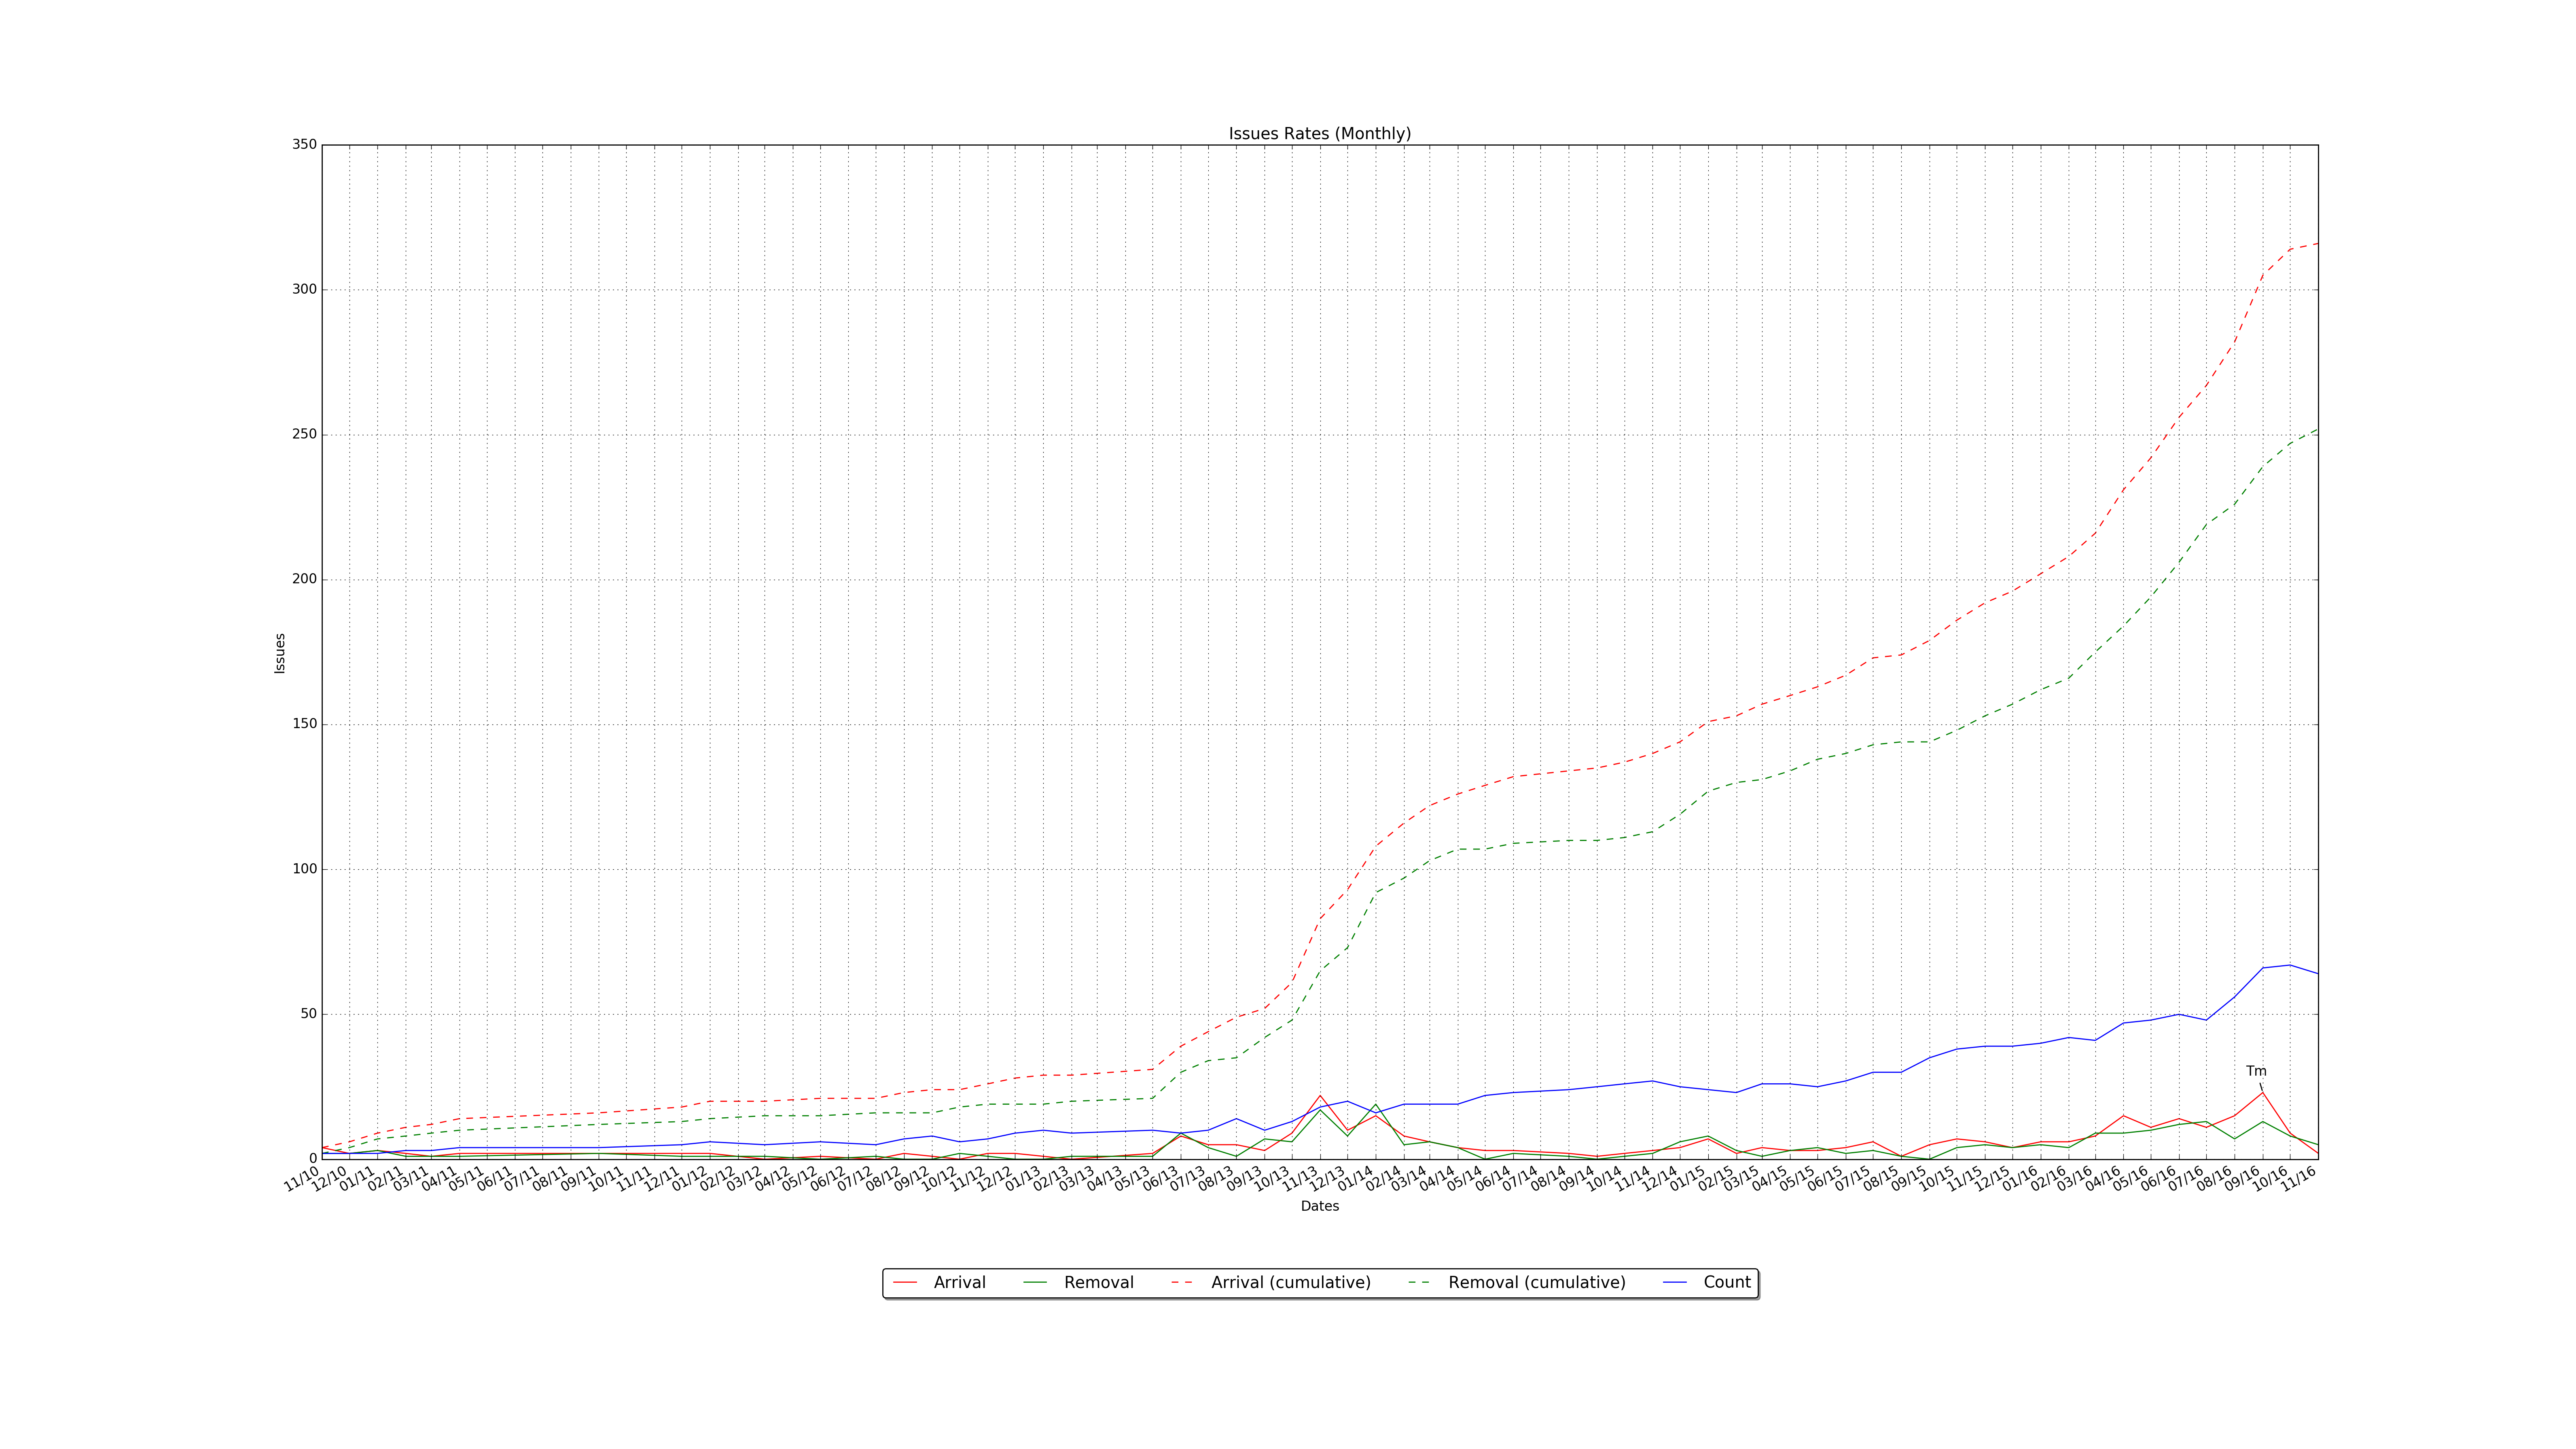 Issues Rates (Monthly)
350
300
250
200
150
100
50
0
Issues
Tm
11/10 12/10 01/11 02/11 03/11 04/11 05/11 06/11 07/11 08/11 09/11 10/11 11/11 12/11 01/12 02/12 03/12 04/12 05/12 06/12 07/12 08/12 09/12 10/12 11/12 12/12 01/13 02/13 03/13 04/13 05/13 06/13 07/13 08/13 09/13 10/13 11/13 12/13 01/14 02/14 03/14 04/14 05/14 06/14 07/14 08/14 09/14 10/14 11/14 12/14 01/15 02/15 03/15 04/15 05/15 06/15 07/15 08/15 09/15 10/15 11/15 12/15 01/16 02/16 03/16 04/16 05/16 06/16 07/16 08/16 09/16 10/16 11/16
Dates
Arrival Removal Arrival (cumulative) Removal (cumulative) Count